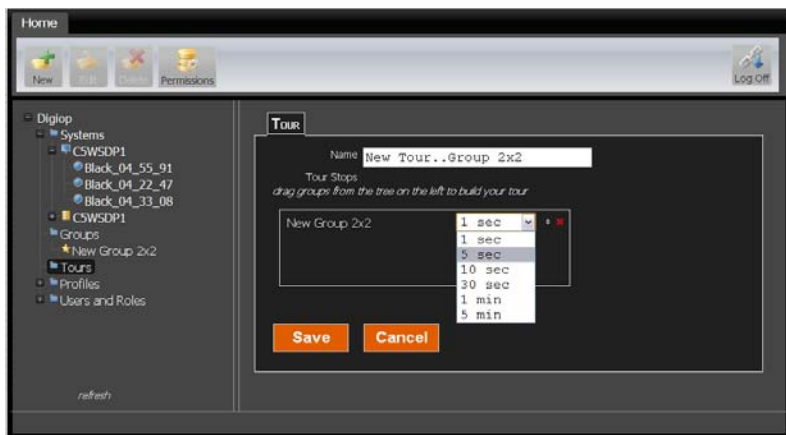 Home
New Edit Delete Permissions Log Off
Digiop
Systems
C5WSDP1
Black_04_55_91
Black_04_22_47
Black_04_33_08
C5WSDP1
Groups
New Group 2x2
Tours
Profiles
Users and Roles
refresh
Tour
Name New Tour..Group 2x2
Tour Stops
drag groups from the tree on the left to build your tour
New Group 2x2 1 sec
1 sec
5 sec
10 sec
30 sec
1 min
5 min
Save Cancel